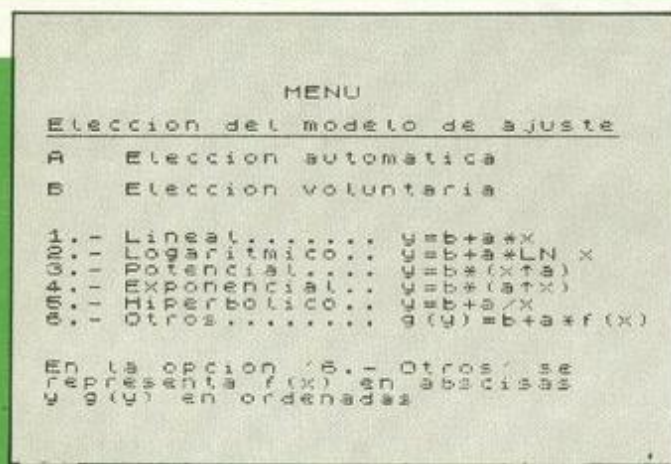 MENU
Eleccion del modelo de ajuste
A Eleccion automatica
B Eleccion voluntaria
1.- Lineal....... y=b+a*x
2.- Logaritmico.. y=b+a*LN x
3.- Potencial.... y=b*(x↑a)
4.- Exponencial.. y=b*(a↑x)
5.- Hiperbolico.. y=b+a/x
6.- Otros........ g(y)=b+a*f(x)
En la opcion '6.- Otros' se
representa f(x) en abscisas
y g(y) en ordenadas